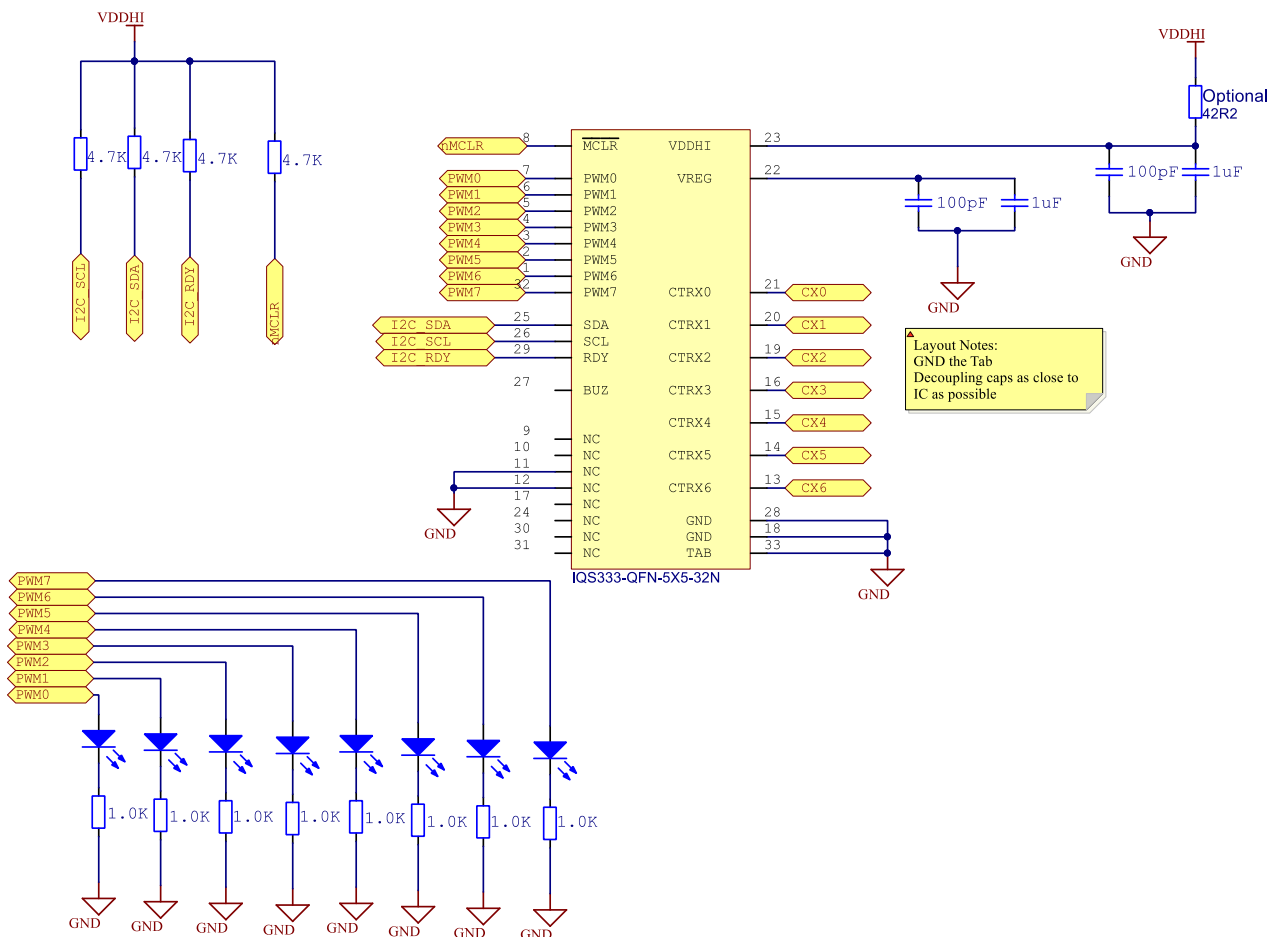 VDDHI
4.7K
4.7K
4.7K
4.7K
I2C_SCL
I2C_SDA
I2C_RDY
nMCLR
VDDHI
Optional
42R2
100pF
1uF
GND
100pF
1uF
GND
nMCLR
PWM0
PWM1
PWM2
PWM3
PWM4
PWM5
PWM6
PWM7
I2C_SDA
I2C_SCL
I2C_RDY
8
7
6
5
4
3
2
1
32
25
26
29
27
9
10
11
12
17
24
30
31
MCLR
PWM0
PWM1
PWM2
PWM3
PWM4
PWM5
PWM6
PWM7
SDA
SCL
RDY
BUZ
NC
NC
NC
NC
NC
NC
NC
NC
VDDHI
VREG
CTRX0
CTRX1
CTRX2
CTRX3
CTRX4
CTRX5
CTRX6
GND
GND
TAB
23
22
21
20
19
16
15
14
13
28
18
33
CX0
CX1
CX2
CX3
CX4
CX5
CX6
GND
GND
IQS333-QFN-5X5-32N
Layout Notes:
GND the Tab
Decoupling caps as close to
IC as possible
PWM7
PWM6
PWM5
PWM4
PWM3
PWM2
PWM1
PWM0
1.0K
1.0K
1.0K
1.0K
1.0K
1.0K
1.0K
1.0K
GND
GND
GND
GND
GND
GND
GND
GND